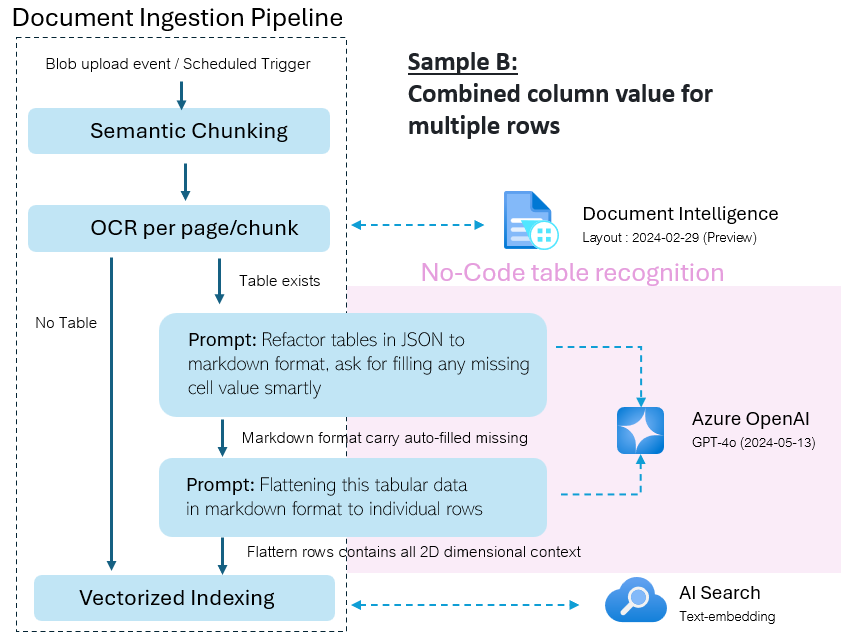 Document Ingestion Pipeline
Blob upload event / Scheduled Trigger
Sample B:
Combined column value for
multiple rows
Semantic Chunking
OCR per page/chunk
Document Intelligence
Layout : 2024-02-29 (Preview)
No-Code table recognition
Table exists
No Table
Prompt: Refactor tables in JSON to
markdown format, ask for filling any missing
cell value smartly
Azure OpenAI
GPT-4o (2024-05-13)
Markdown format carry auto-filled missing
Prompt: Flattening this tabular data
in markdown format to individual rows
Flattern rows contains all 2D dimensional context
Vectorized Indexing
AI Search
Text-embedding